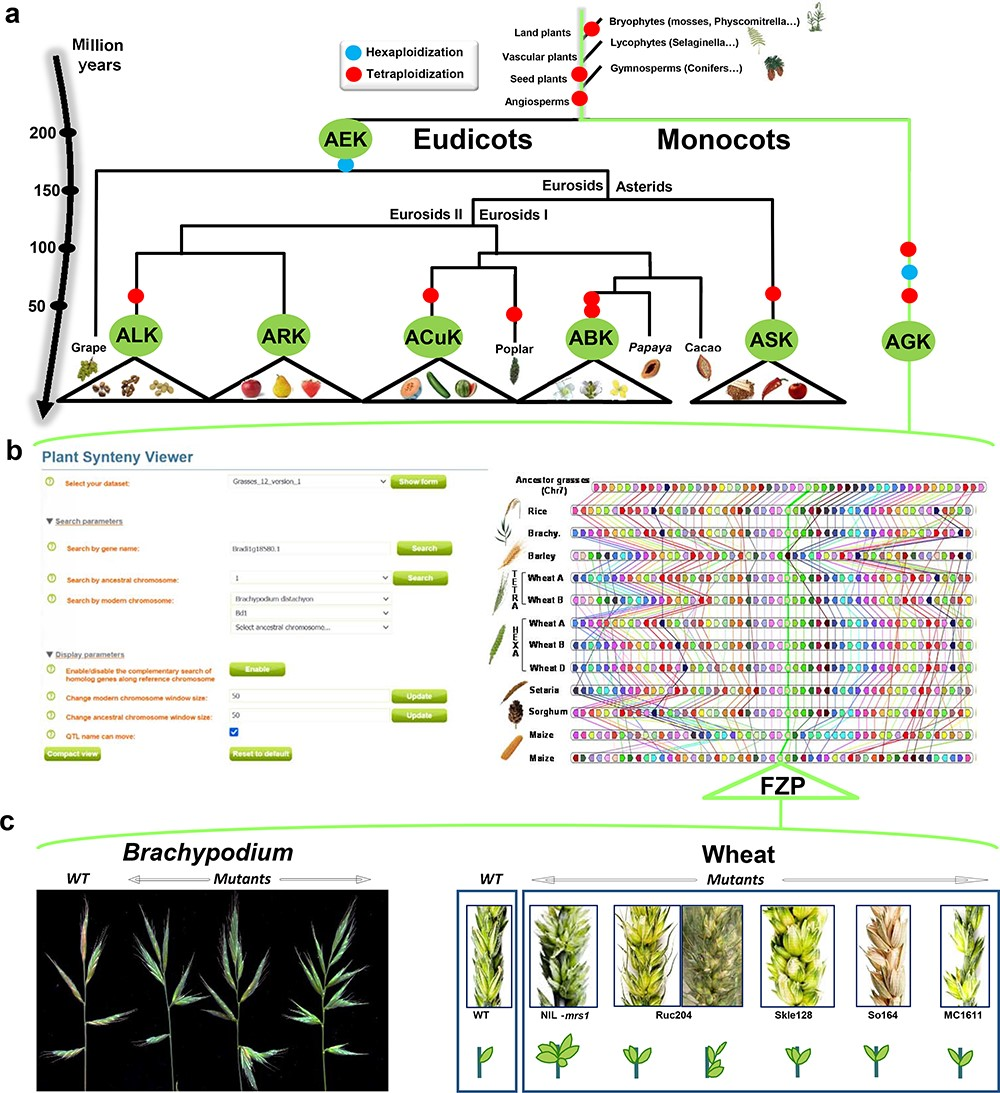 a
Million
years
Hexaploidization
Tetraploidization
Land plants
Vascular plants
Seed plants
Angiosperms
Bryophytes (mosses, Physcomitrella...)
Lycophytes (Selaginella...)
Gymnosperms (Conifers...)
200
150
100
50
AEK
Eudicots
Monocots
Eurosids
Asterids
Eurosids II
Eurosids I
Grape
ALK
ARK
ACuK
Poplar
ABK
Papaya
Cacao
ASK
AGK
b
Plant Synteny Viewer
Select your dataset:
Grasses_12_version_1
Show form
Search parameters
Search by gene name:
Bradi1g18580.1
Search
Search by ancestral chromosome:
1
Search
Search by modern chromosome:
Brachypodium distachyon
Bd1
Select ancestral chromosome...
Display parameters
Enable/disable the complementary search of
homolog genes along reference chromosome
Enable
Change modern chromosome window size:
50
Update
Change ancestral chromosome window size:
50
Update
QTL name can move:
Compact view
Reset to default
Ancestor grasses
(Chr7)
Rice
Brachy.
Barley
TETRA
Wheat A
Wheat B
HEXA
Wheat A
Wheat B
Wheat D
Setaria
Sorghum
Maize
Maize
FZP
c
Brachypodium
WT
Mutants
Wheat
WT
Mutants
WT
NIL -mrs1
Ruc204
Skle128
So164
MC1611